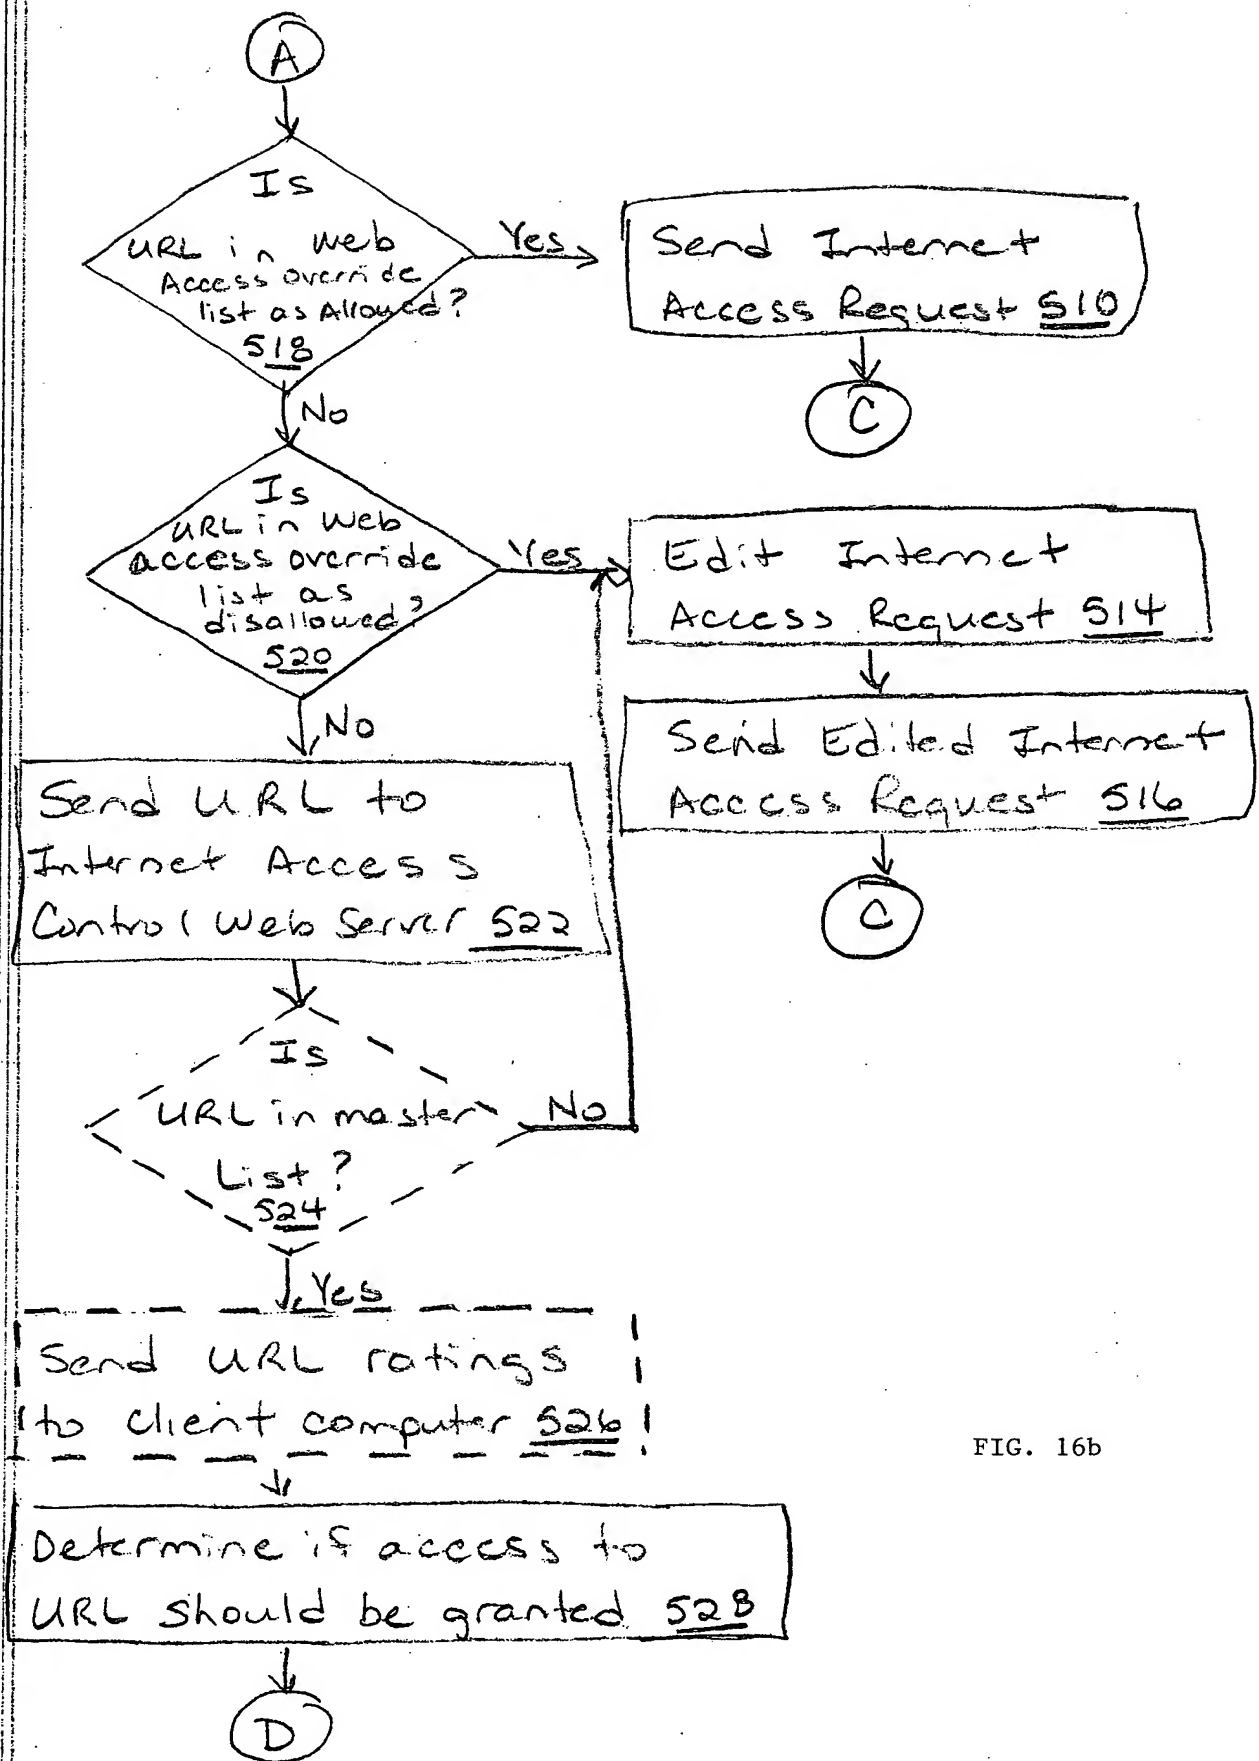 A
Is
URL in Web
Access override
list as Allowed?
518
Yes
Send Internet
Access Request 510
C
No
Is
URL in Web
access override
list as
disallowed?
520
Yes
Edit Internet
Access Request 514
Send Edited Internet
Access Request 516
C
No
Send URL to
Internet Access
Control Web Server 522
Is
URL in master
List?
524
No
Yes
Send URL ratings
to client computer 526
Determine if access to
URL should be granted 528
D
FIG. 16b